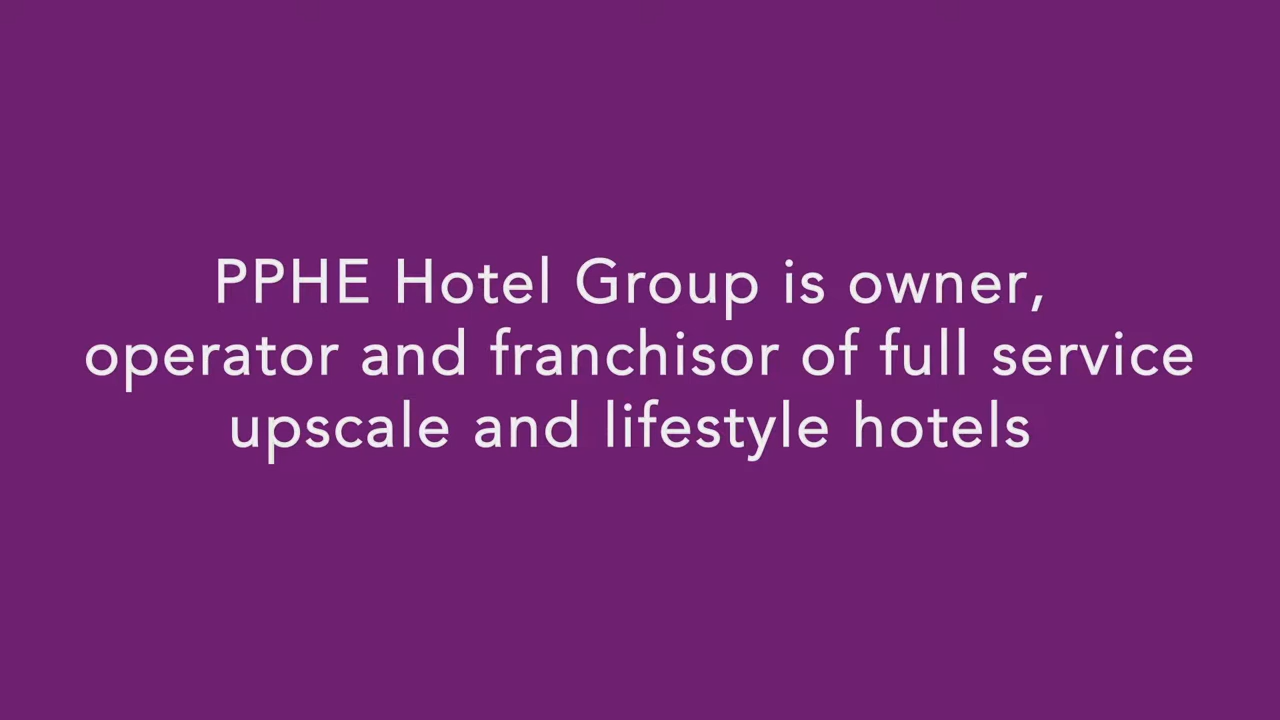 PPHE Hotel Group is owner,
operator and franchisor of full service
upscale and lifestyle hotels